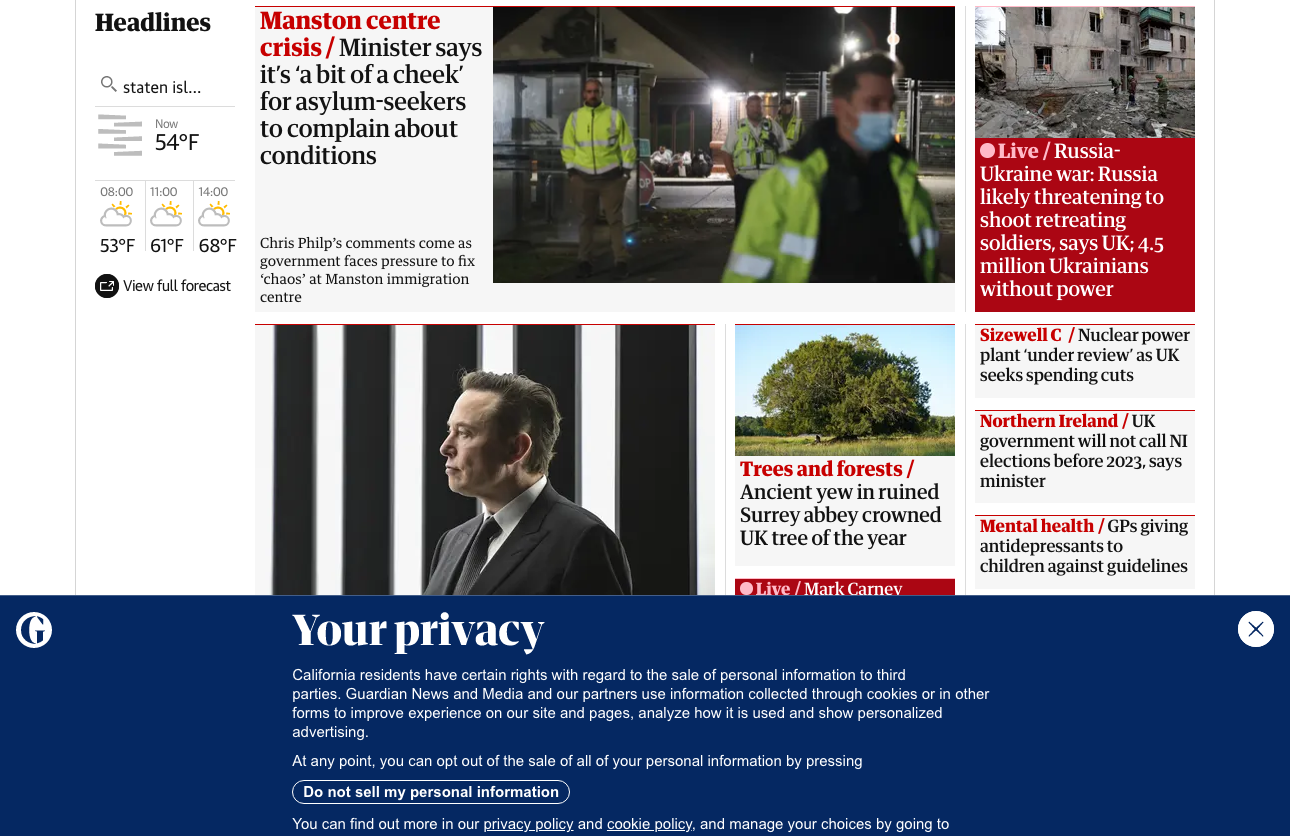 Headlines
staten isl...
Now
54°F
08:00 11:00 14:00
53°F 61°F 68°F
View full forecast
Manston centre
crisis / Minister says
it's ‘a bit of a cheek’
for asylum-seekers
to complain about
conditions
Chris Philp's comments come as
government faces pressure to fix
‘chaos’ at Manston immigration
centre
Live / Russia-
Ukraine war: Russia
likely threatening to
shoot retreating
soldiers, says UK; 4.5
million Ukrainians
without power
Trees and forests /
Ancient yew in ruined
Surrey abbey crowned
UK tree of the year
Live / Mark Carney
Sizewell C / Nuclear power
plant ‘under review’ as UK
seeks spending cuts
Northern Ireland / UK
government will not call NI
elections before 2023, says
minister
Mental health / GPs giving
antidepressants to
children against guidelines
G
Your privacy
California residents have certain rights with regard to the sale of personal information to third
parties. Guardian News and Media and our partners use information collected through cookies or in other
forms to improve experience on our site and pages, analyze how it is used and show personalized
advertising.
At any point, you can opt out of the sale of all of your personal information by pressing
Do not sell my personal information
You can find out more in our privacy policy and cookie policy, and manage your choices by going to